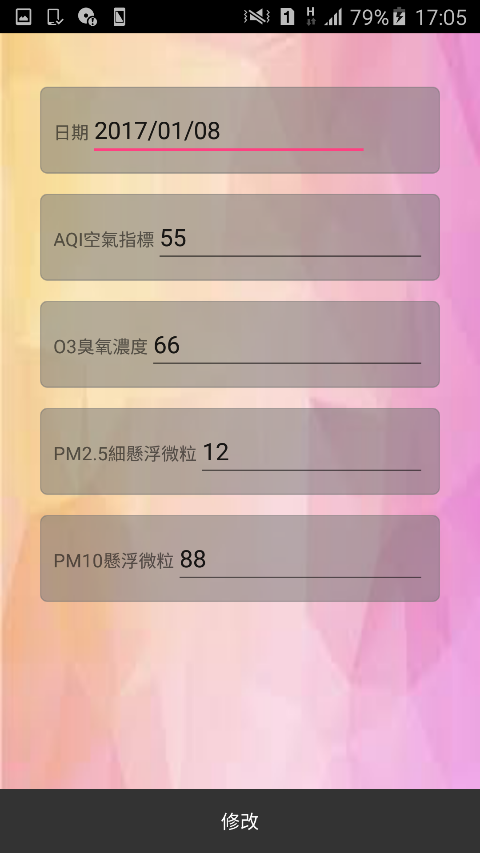 1 H 79% 17:05
日期 2017/01/08
AQI空氣指標 55
O3臭氧濃度 66
PM2.5細懸浮微粒 12
PM10懸浮微粒 88
修改